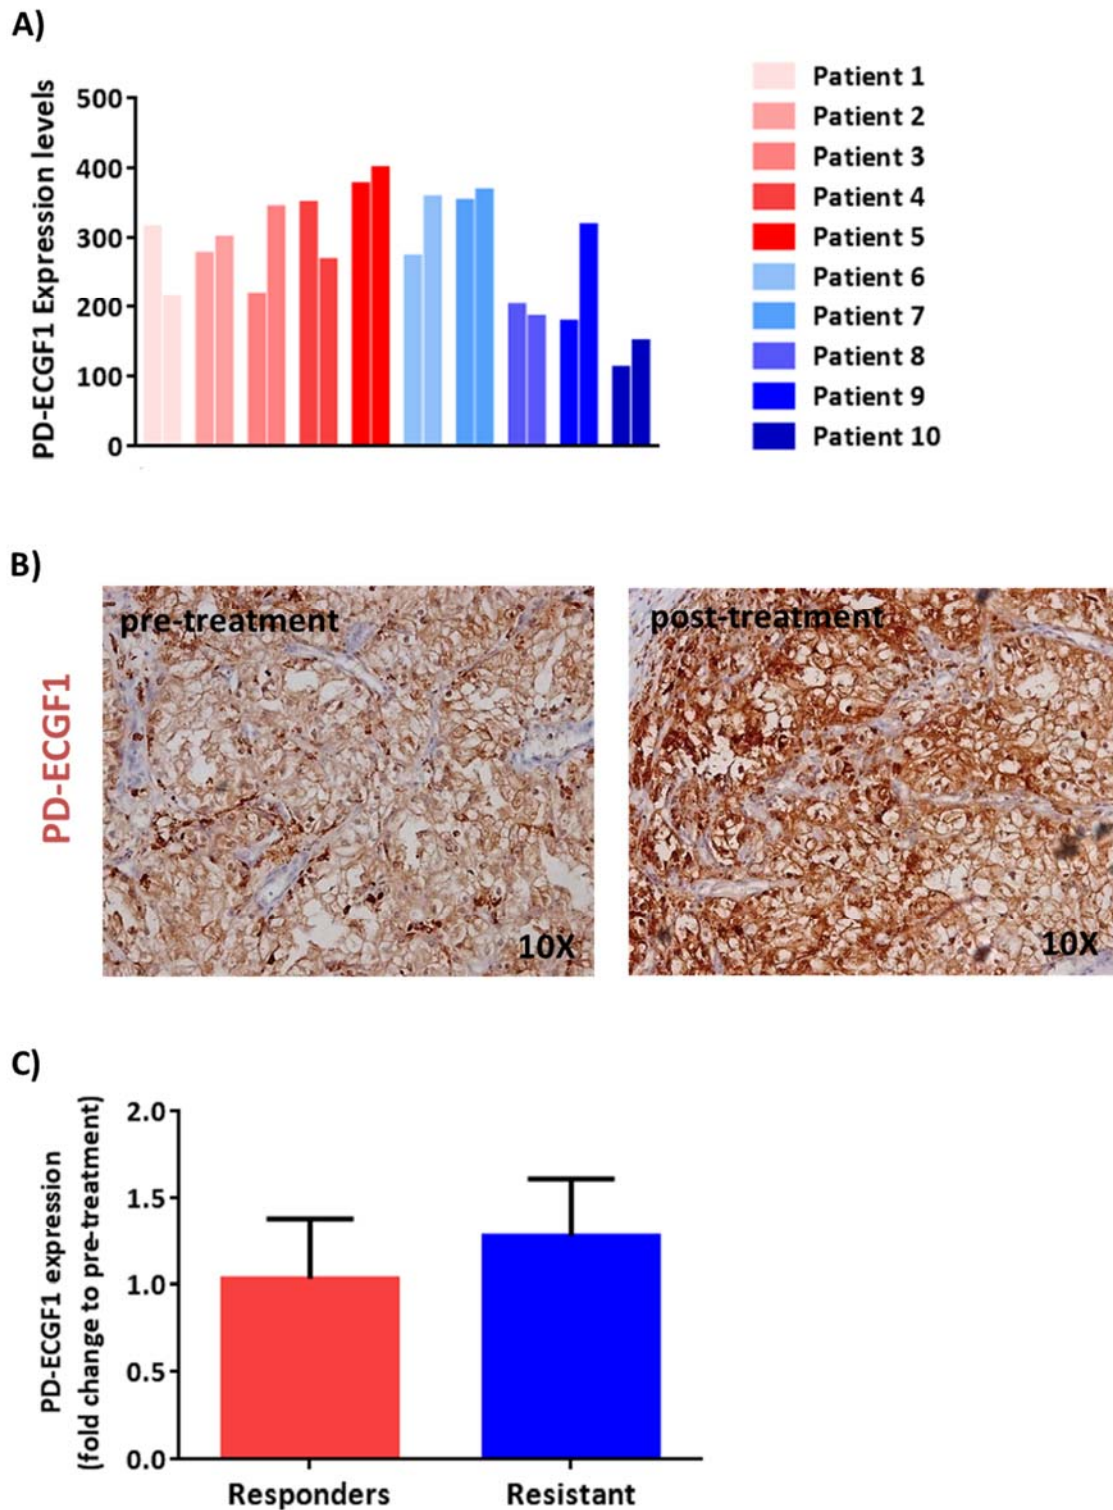 A)
PD-ECGF1 Expression levels
500
400
300
200
100
0
Patient 1
Patient 2
Patient 3
Patient 4
Patient 5
Patient 6
Patient 7
Patient 8
Patient 9
Patient 10
B)
PD-ECGF1
pre-treatment
10X
post-treatment
10X
C)
PD-ECGF1 expression
(fold change to pre-treatment)
2.0
1.5
1.0
0.5
0.0
Responders
Resistant